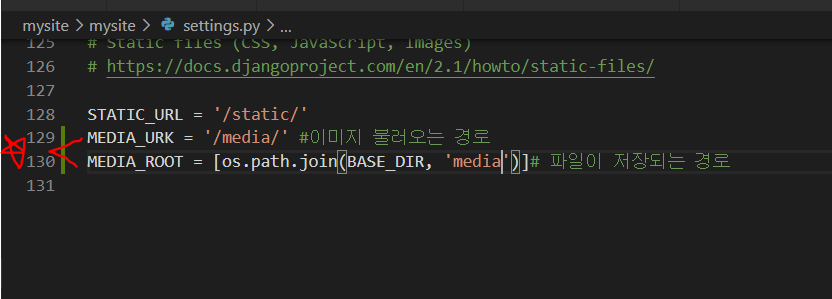 mysite > mysite > settings.py > ...
125 # Static files (CSS, JavaScript, Images)
126 # https://docs.djangoproject.com/en/2.1/howto/static-files/
127
128 STATIC_URL = '/static/'
129 MEDIA_URK = '/media/' #이미지 불러오는 경로
130 MEDIA_ROOT = [os.path.join(BASE_DIR, 'media')]# 파일이 저장되는 경로
131